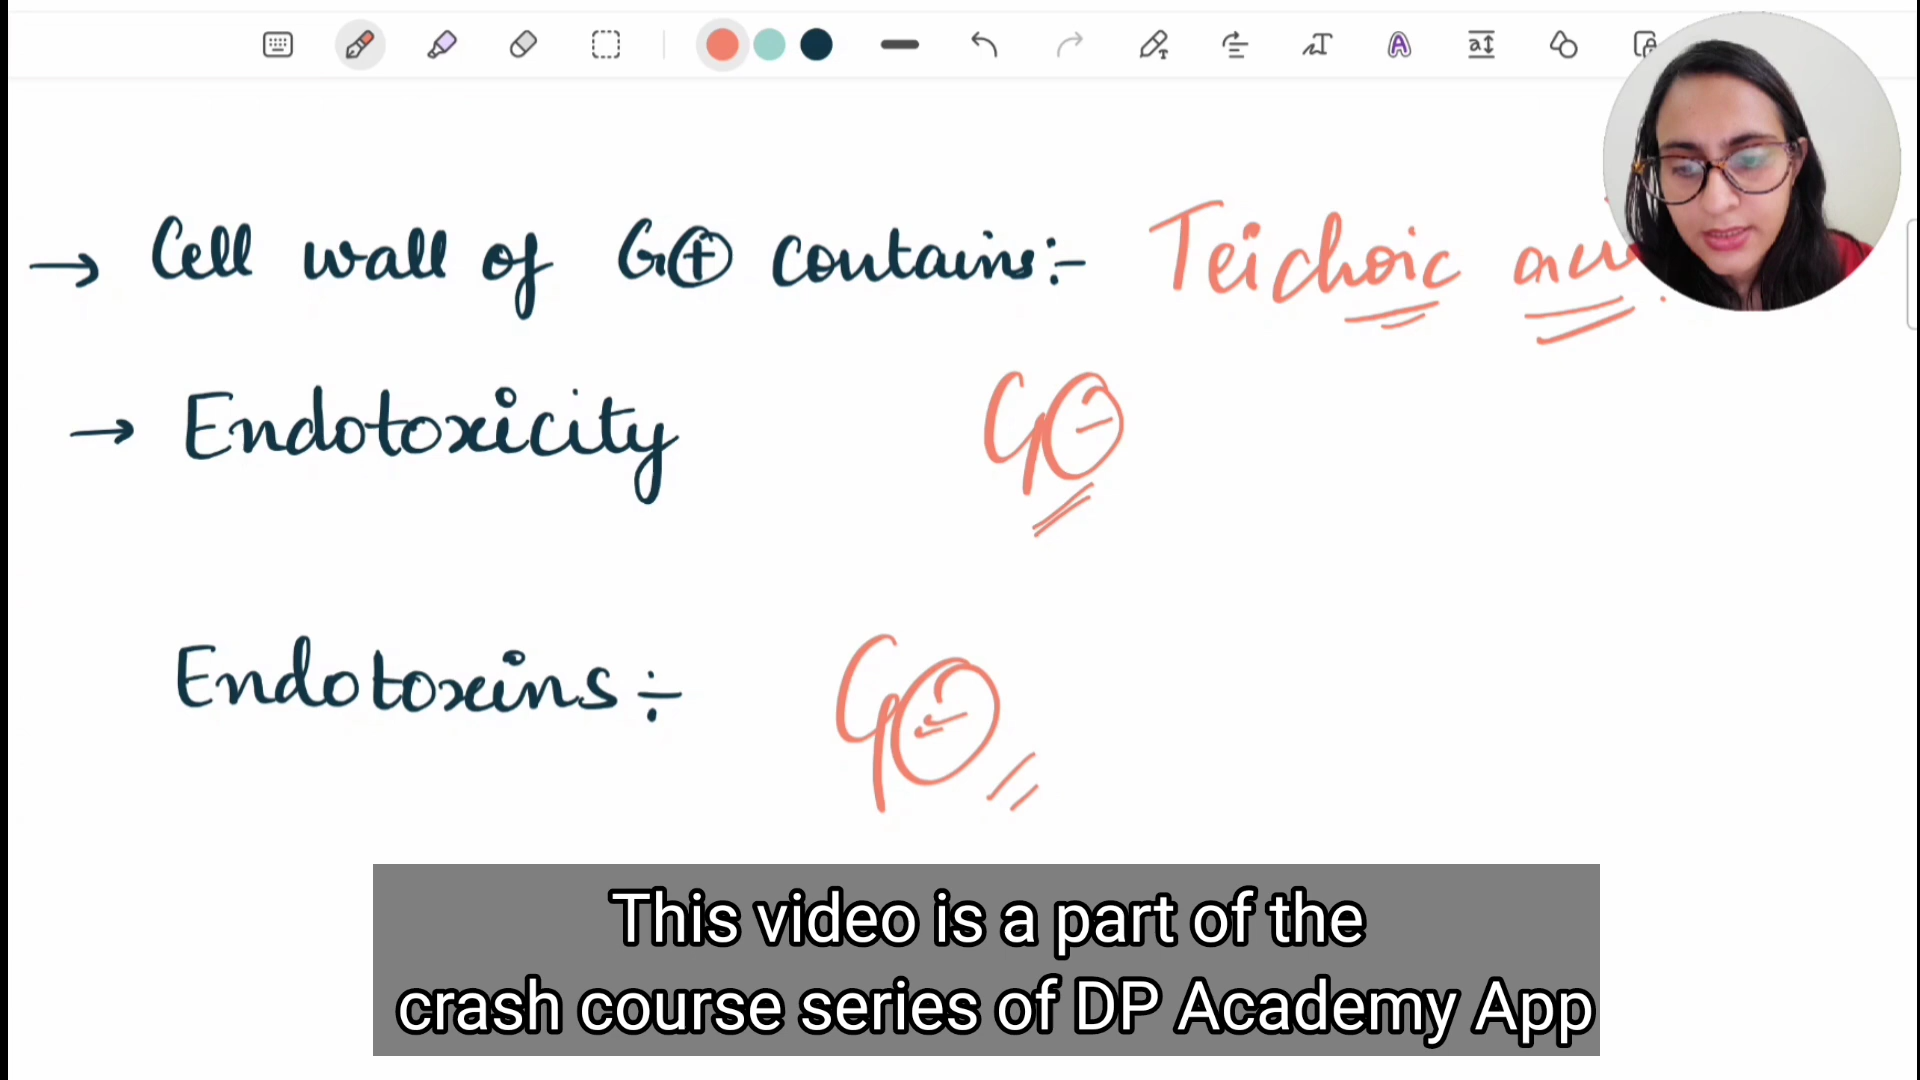 → Cell wall of G⊕ contains:- Teichoic
→ Endotoxicity G⊖
Endotoxins ÷ G⊖
This video is a part of the
crash course series of DP Academy App